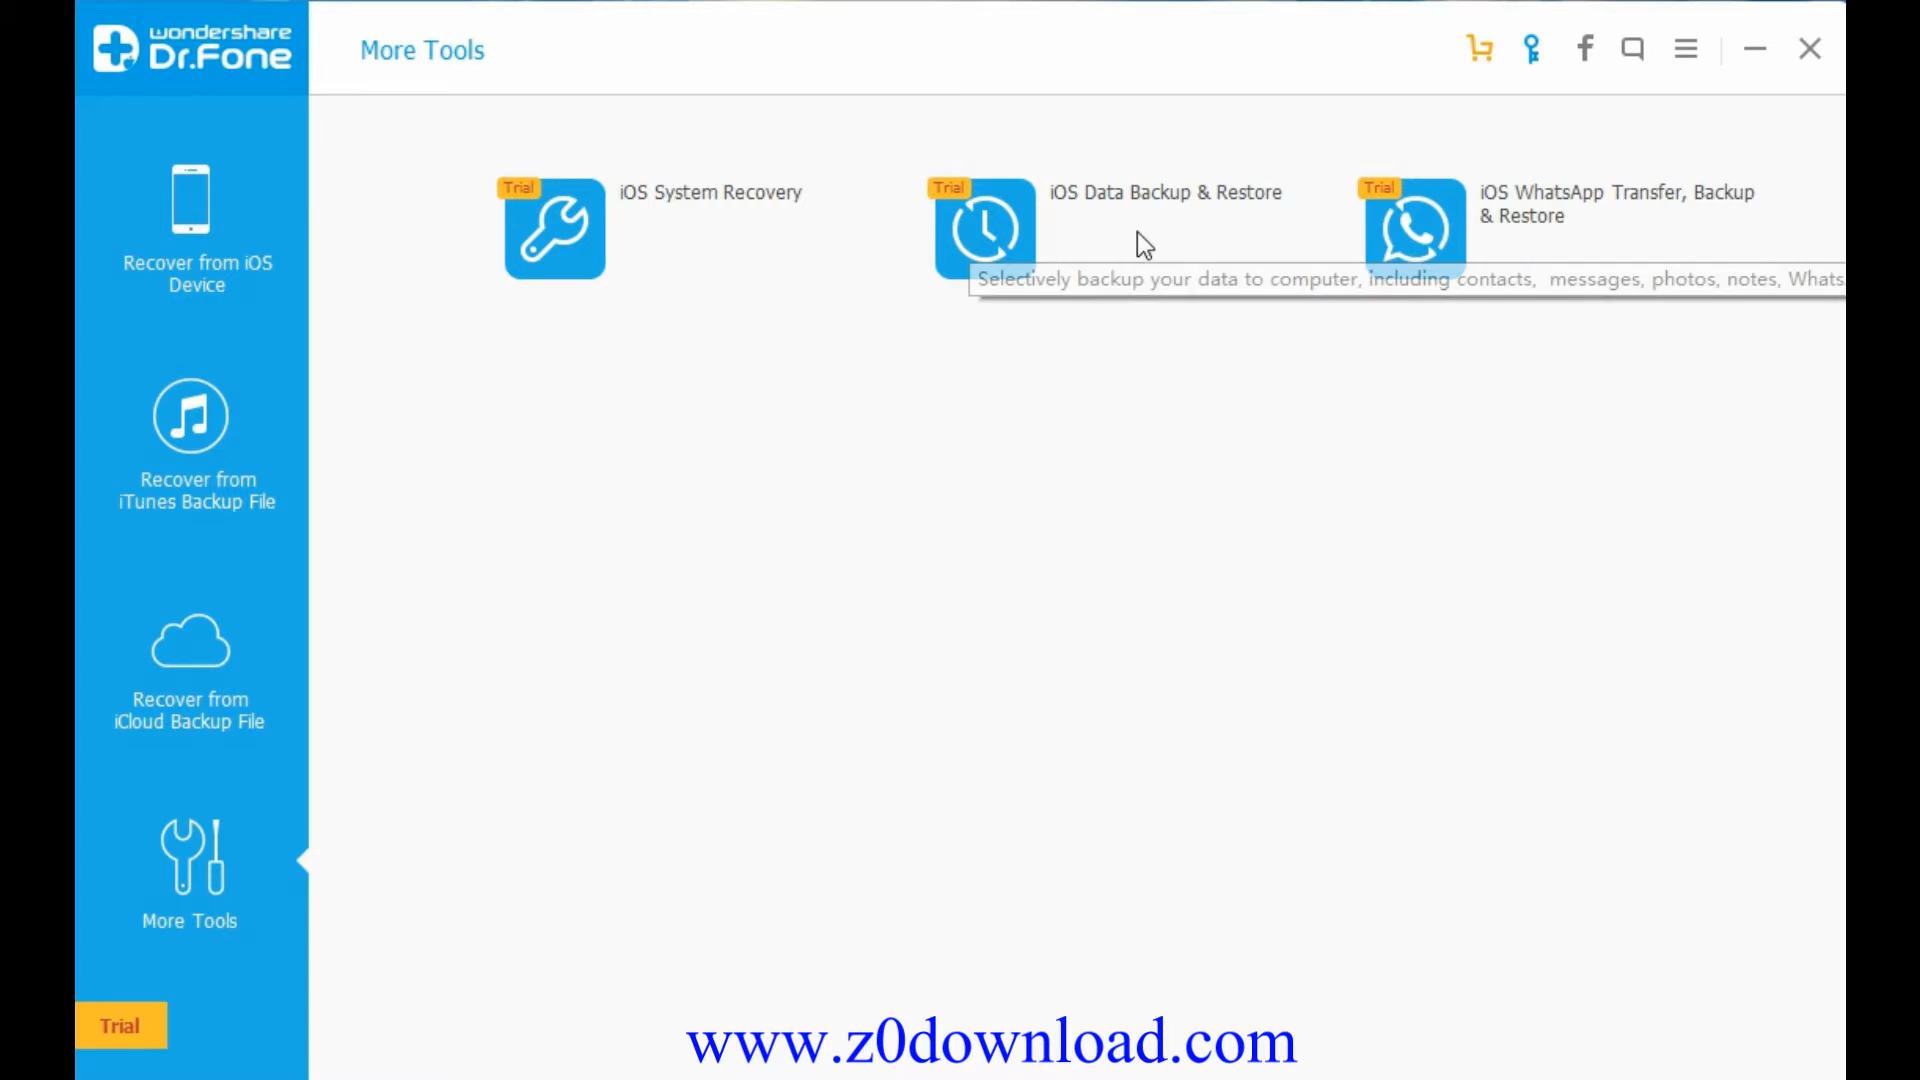 wondershare
Dr.Fone
More Tools
Trial
iOS System Recovery
Trial
iOS Data Backup & Restore
Trial
iOS WhatsApp Transfer, Backup
& Restore
Selectively backup your data to computer, including contacts, messages, photos, notes, Whats
Recover from iOS
Device
Recover from
iTunes Backup File
Recover from
iCloud Backup File
More Tools
Trial
www.z0download.com